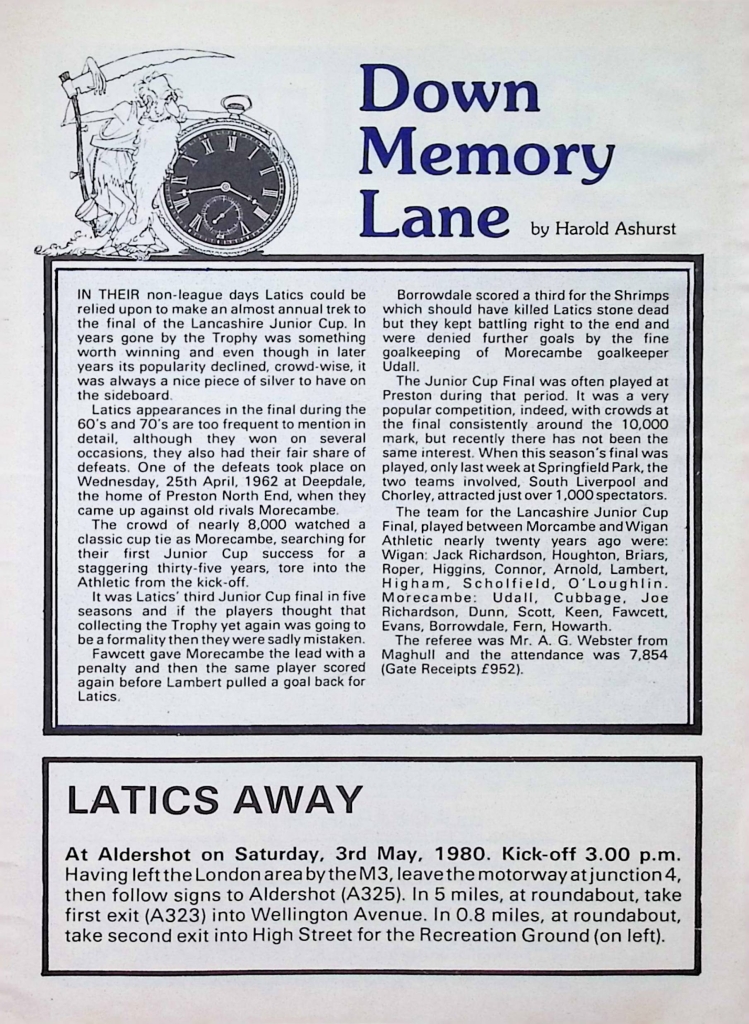 Down
Memory
Lane
by Harold Ashurst
IN THEIR non-league days Latics could be
relied upon to make an almost annual trek to
the final of the Lancashire Junior Cup. In
years gone by the Trophy was something
worth winning and even though in later
years its popularity declined, crowd-wise, it
was always a nice piece of silver to have on
the sideboard.
Latics appearances in the final during the
60's and 70's are too frequent to mention in
detail, although they won on several
occasions, they also had their fair share of
defeats. One of the defeats took place on
Wednesday, 25th April, 1962 at Deepdale,
the home of Preston North End, when they
came up against old rivals Morecambe.
The crowd of nearly 8,000 watched a
classic cup tie as Morecambe, searching for
their first Junior Cup success for a
staggering thirty-five years, tore into the
Athletic from the kick-off.
It was Latics' third Junior Cup final in five
seasons and if the players thought that
collecting the Trophy yet again was going to
be a formality then they were sadly mistaken.
Fawcett gave Morecambe the lead with a
penalty and then the same player scored
again before Lambert pulled a goal back for
Latics.
Borrowdale scored a third for the Shrimps
which should have killed Latics stone dead
but they kept battling right to the end and
were denied further goals by the fine
goalkeeping of Morecambe goalkeeper
Udall.
The Junior Cup Final was often played at
Preston during that period. It was a very
popular competition, indeed, with crowds at
the final consistently around the 10,000
mark, but recently there has not been the
same interest. When this season's final was
played, only last week at Springfield Park, the
two teams involved, South Liverpool and
Chorley, attracted just over 1,000 spectators.
The team for the Lancashire Junior Cup
Final, played between Morcambe and Wigan
Athletic nearly twenty years ago were:
Wigan: Jack Richardson, Houghton, Briars,
Roper, Higgins, Connor, Arnold, Lambert,
Higham, Scholfield, O'Loughlin.
Morecambe: Udall, Cubbage, Joe
Richardson, Dunn, Scott, Keen, Fawcett,
Evans, Borrowdale, Fern, Howarth.
The referee was Mr. A. G. Webster from
Maghull and the attendance was 7,854
(Gate Receipts £952).
LATICS AWAY
At Aldershot on Saturday, 3rd May, 1980. Kick-off 3.00 p.m.
Having left the London area by the M3, leave the motorway at junction 4,
then follow signs to Aldershot (A325). In 5 miles, at roundabout, take
first exit (A323) into Wellington Avenue. In 0.8 miles, at roundabout,
take second exit into High Street for the Recreation Ground (on left).